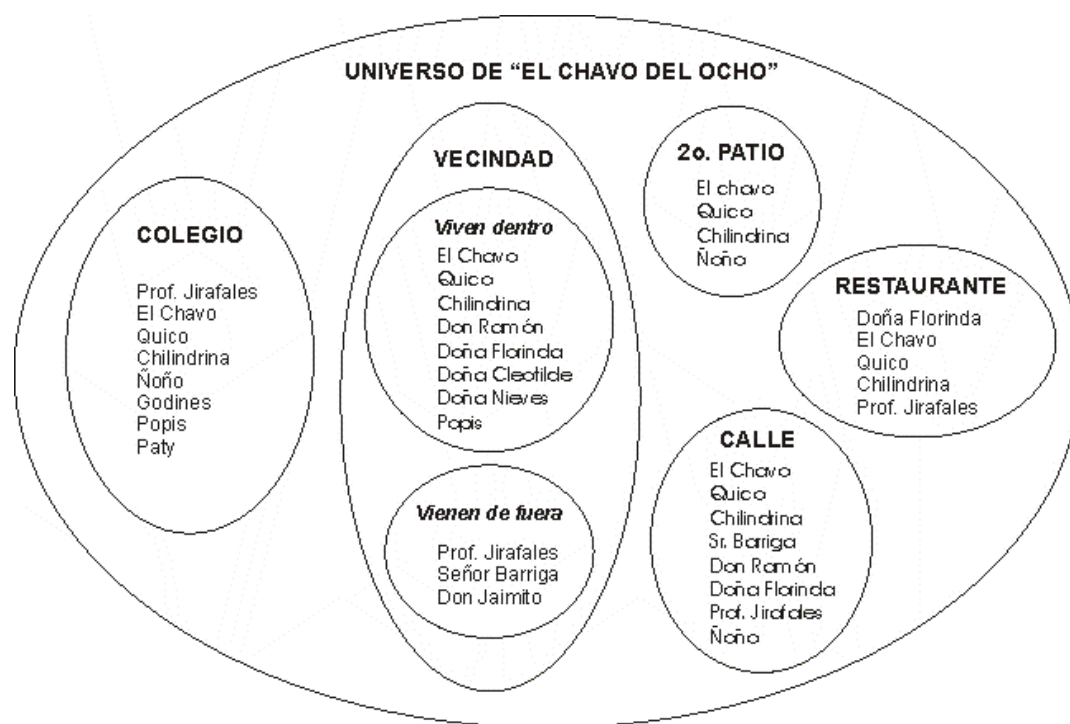 UNIVERSO DE “EL CHAVO DEL OCHO”
COLEGIO
Prof. Jirafales
El Chavo
Quico
Chilindrina
Ñoño
Godines
Popis
Paty
VECINDAD
Viven dentro
El Chavo
Quico
Chilindrina
Don Ramón
Doña Florinda
Doña Cleotilde
Doña Nieves
Popis
Vienen de fuera
Prof. Jirafales
Señor Barriga
Don Jaimito
2o. PATIO
El chavo
Quico
Chilindrina
Ñoño
RESTAURANTE
Doña Florinda
El Chavo
Quico
Chilindrina
Prof. Jirafales
CALLE
El Chavo
Quico
Chilindrina
Sr. Barriga
Don Ramón
Doña Florinda
Prof. Jirafales
Ñoño